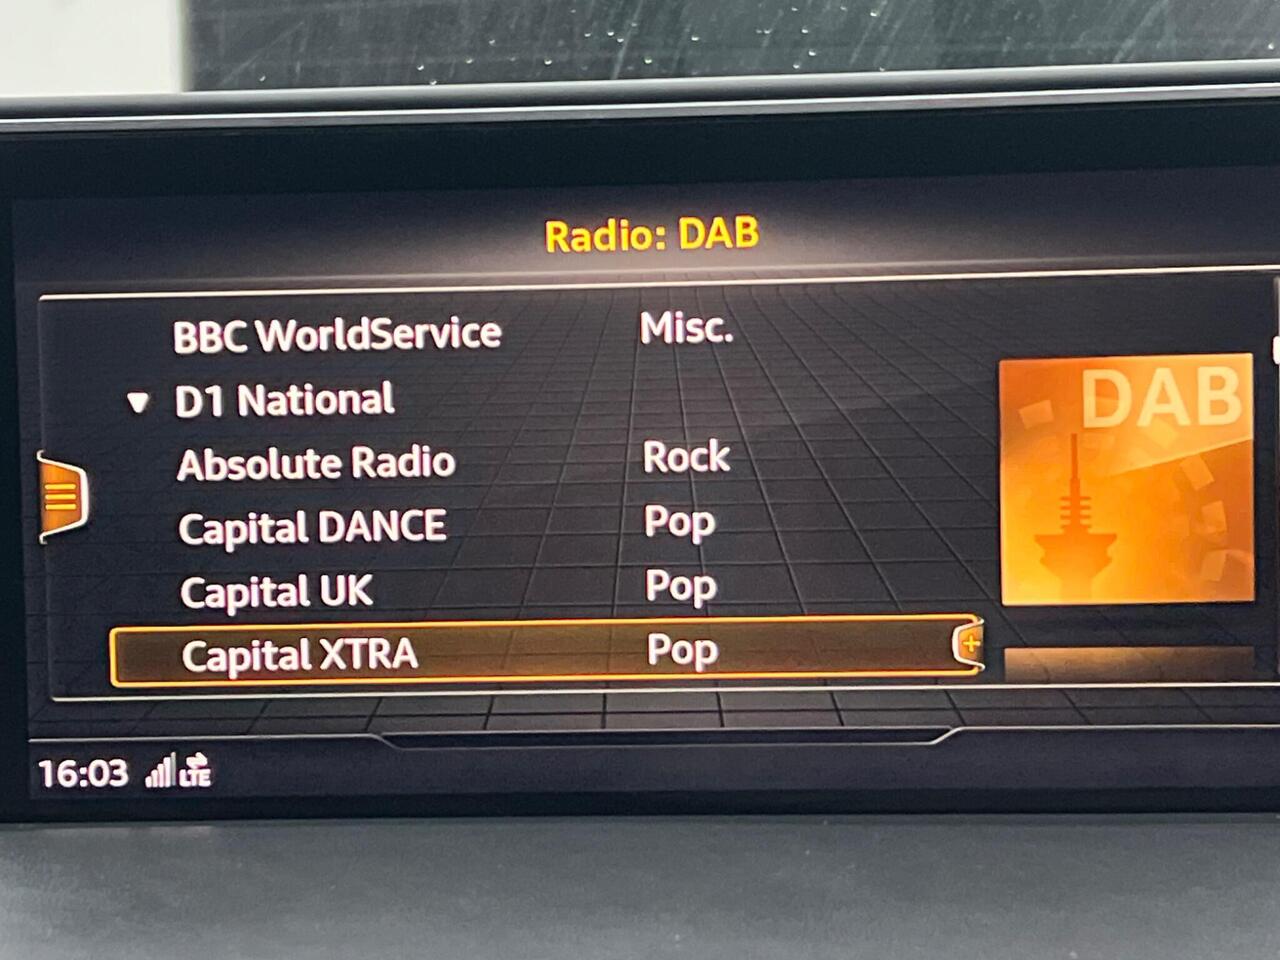 Radio: DAB
BBC WorldService Misc.
▼ D1 National
Absolute Radio Rock
Capital DANCE Pop
Capital UK Pop
Capital XTRA Pop +
DAB
16:03 LTE